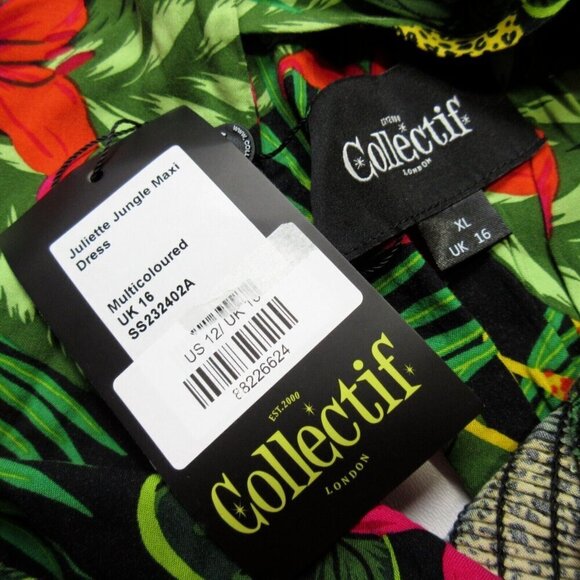 EST.2000
Collectif
LONDON
XL
UK 16
Juliette Jungle Maxi
Dress
Multicoloured
UK 16
SS232402A
US 12/ UK 16
88226624
EST.2000
Collectif
LONDON